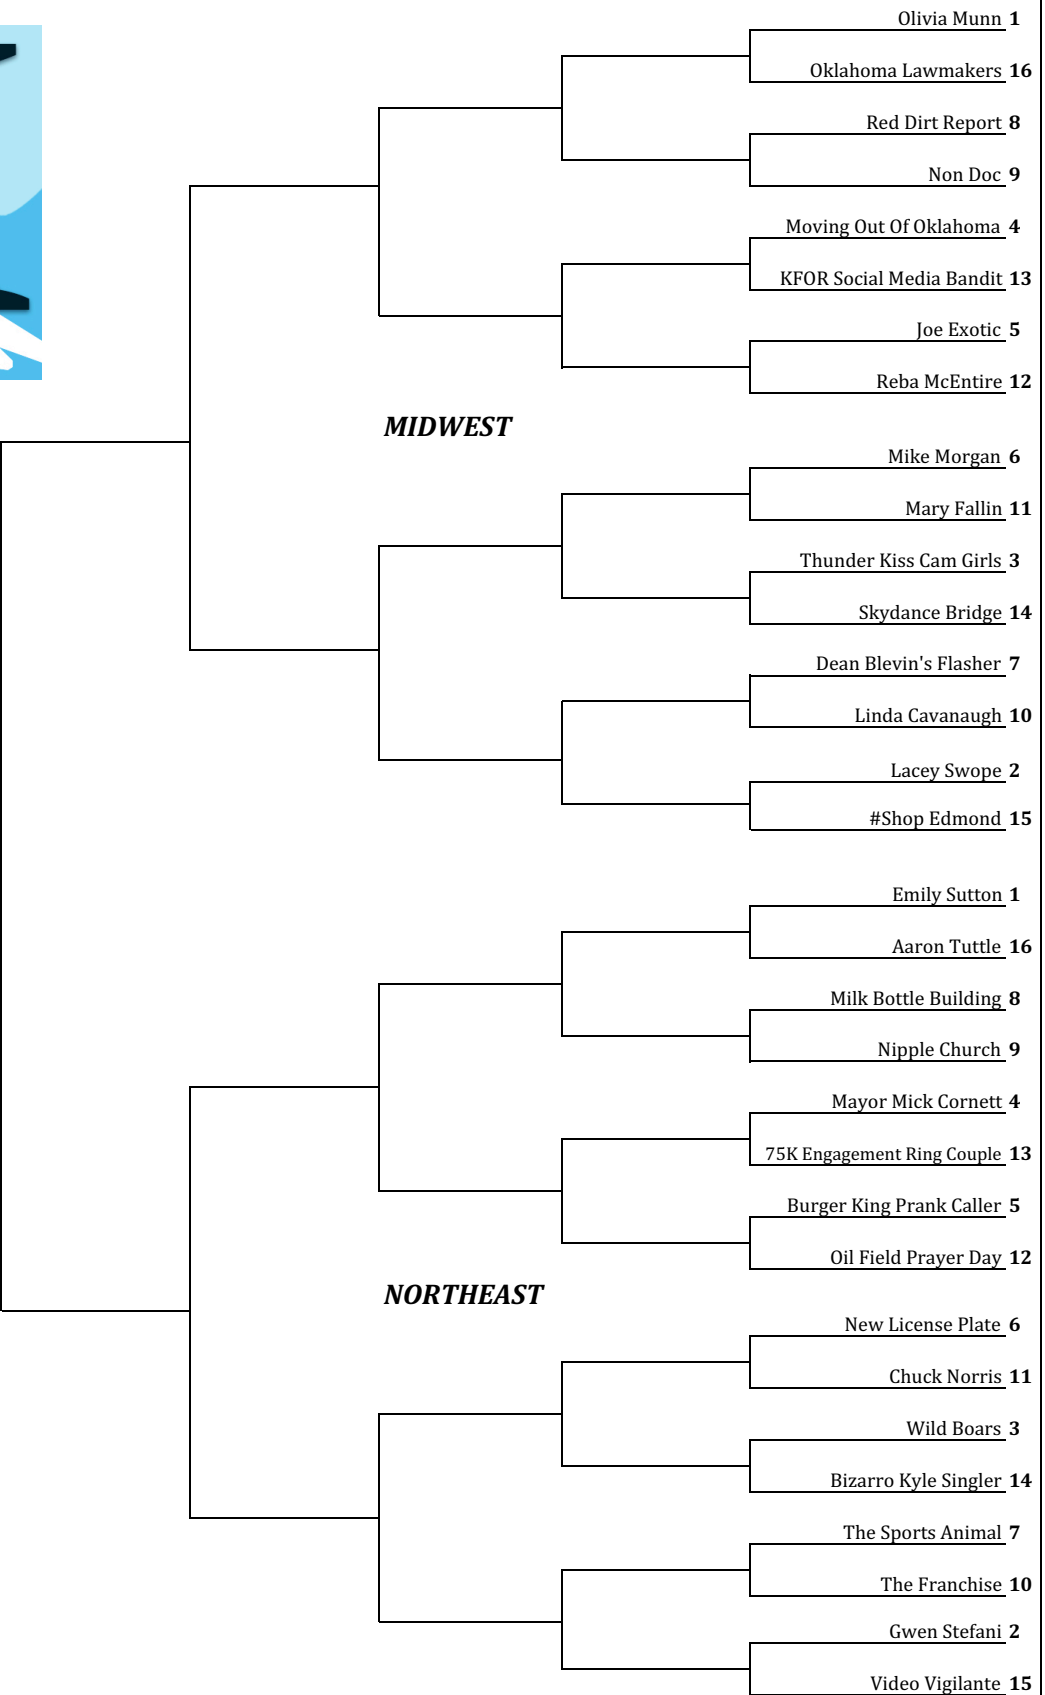 Olivia Munn 1
Oklahoma Lawmakers 16
Red Dirt Report 8
Non Doc 9
Moving Out Of Oklahoma 4
KFOR Social Media Bandit 13
Joe Exotic 5
Reba McEntire 12
MIDWEST
Mike Morgan 6
Mary Fallin 11
Thunder Kiss Cam Girls 3
Skydance Bridge 14
Dean Blevin's Flasher 7
Linda Cavanaugh 10
Lacey Swope 2
#Shop Edmond 15
Emily Sutton 1
Aaron Tuttle 16
Milk Bottle Building 8
Nipple Church 9
Mayor Mick Cornett 4
75K Engagement Ring Couple 13
Burger King Prank Caller 5
Oil Field Prayer Day 12
NORTHEAST
New License Plate 6
Chuck Norris 11
Wild Boars 3
Bizarro Kyle Singler 14
The Sports Animal 7
The Franchise 10
Gwen Stefani 2
Video Vigilante 15